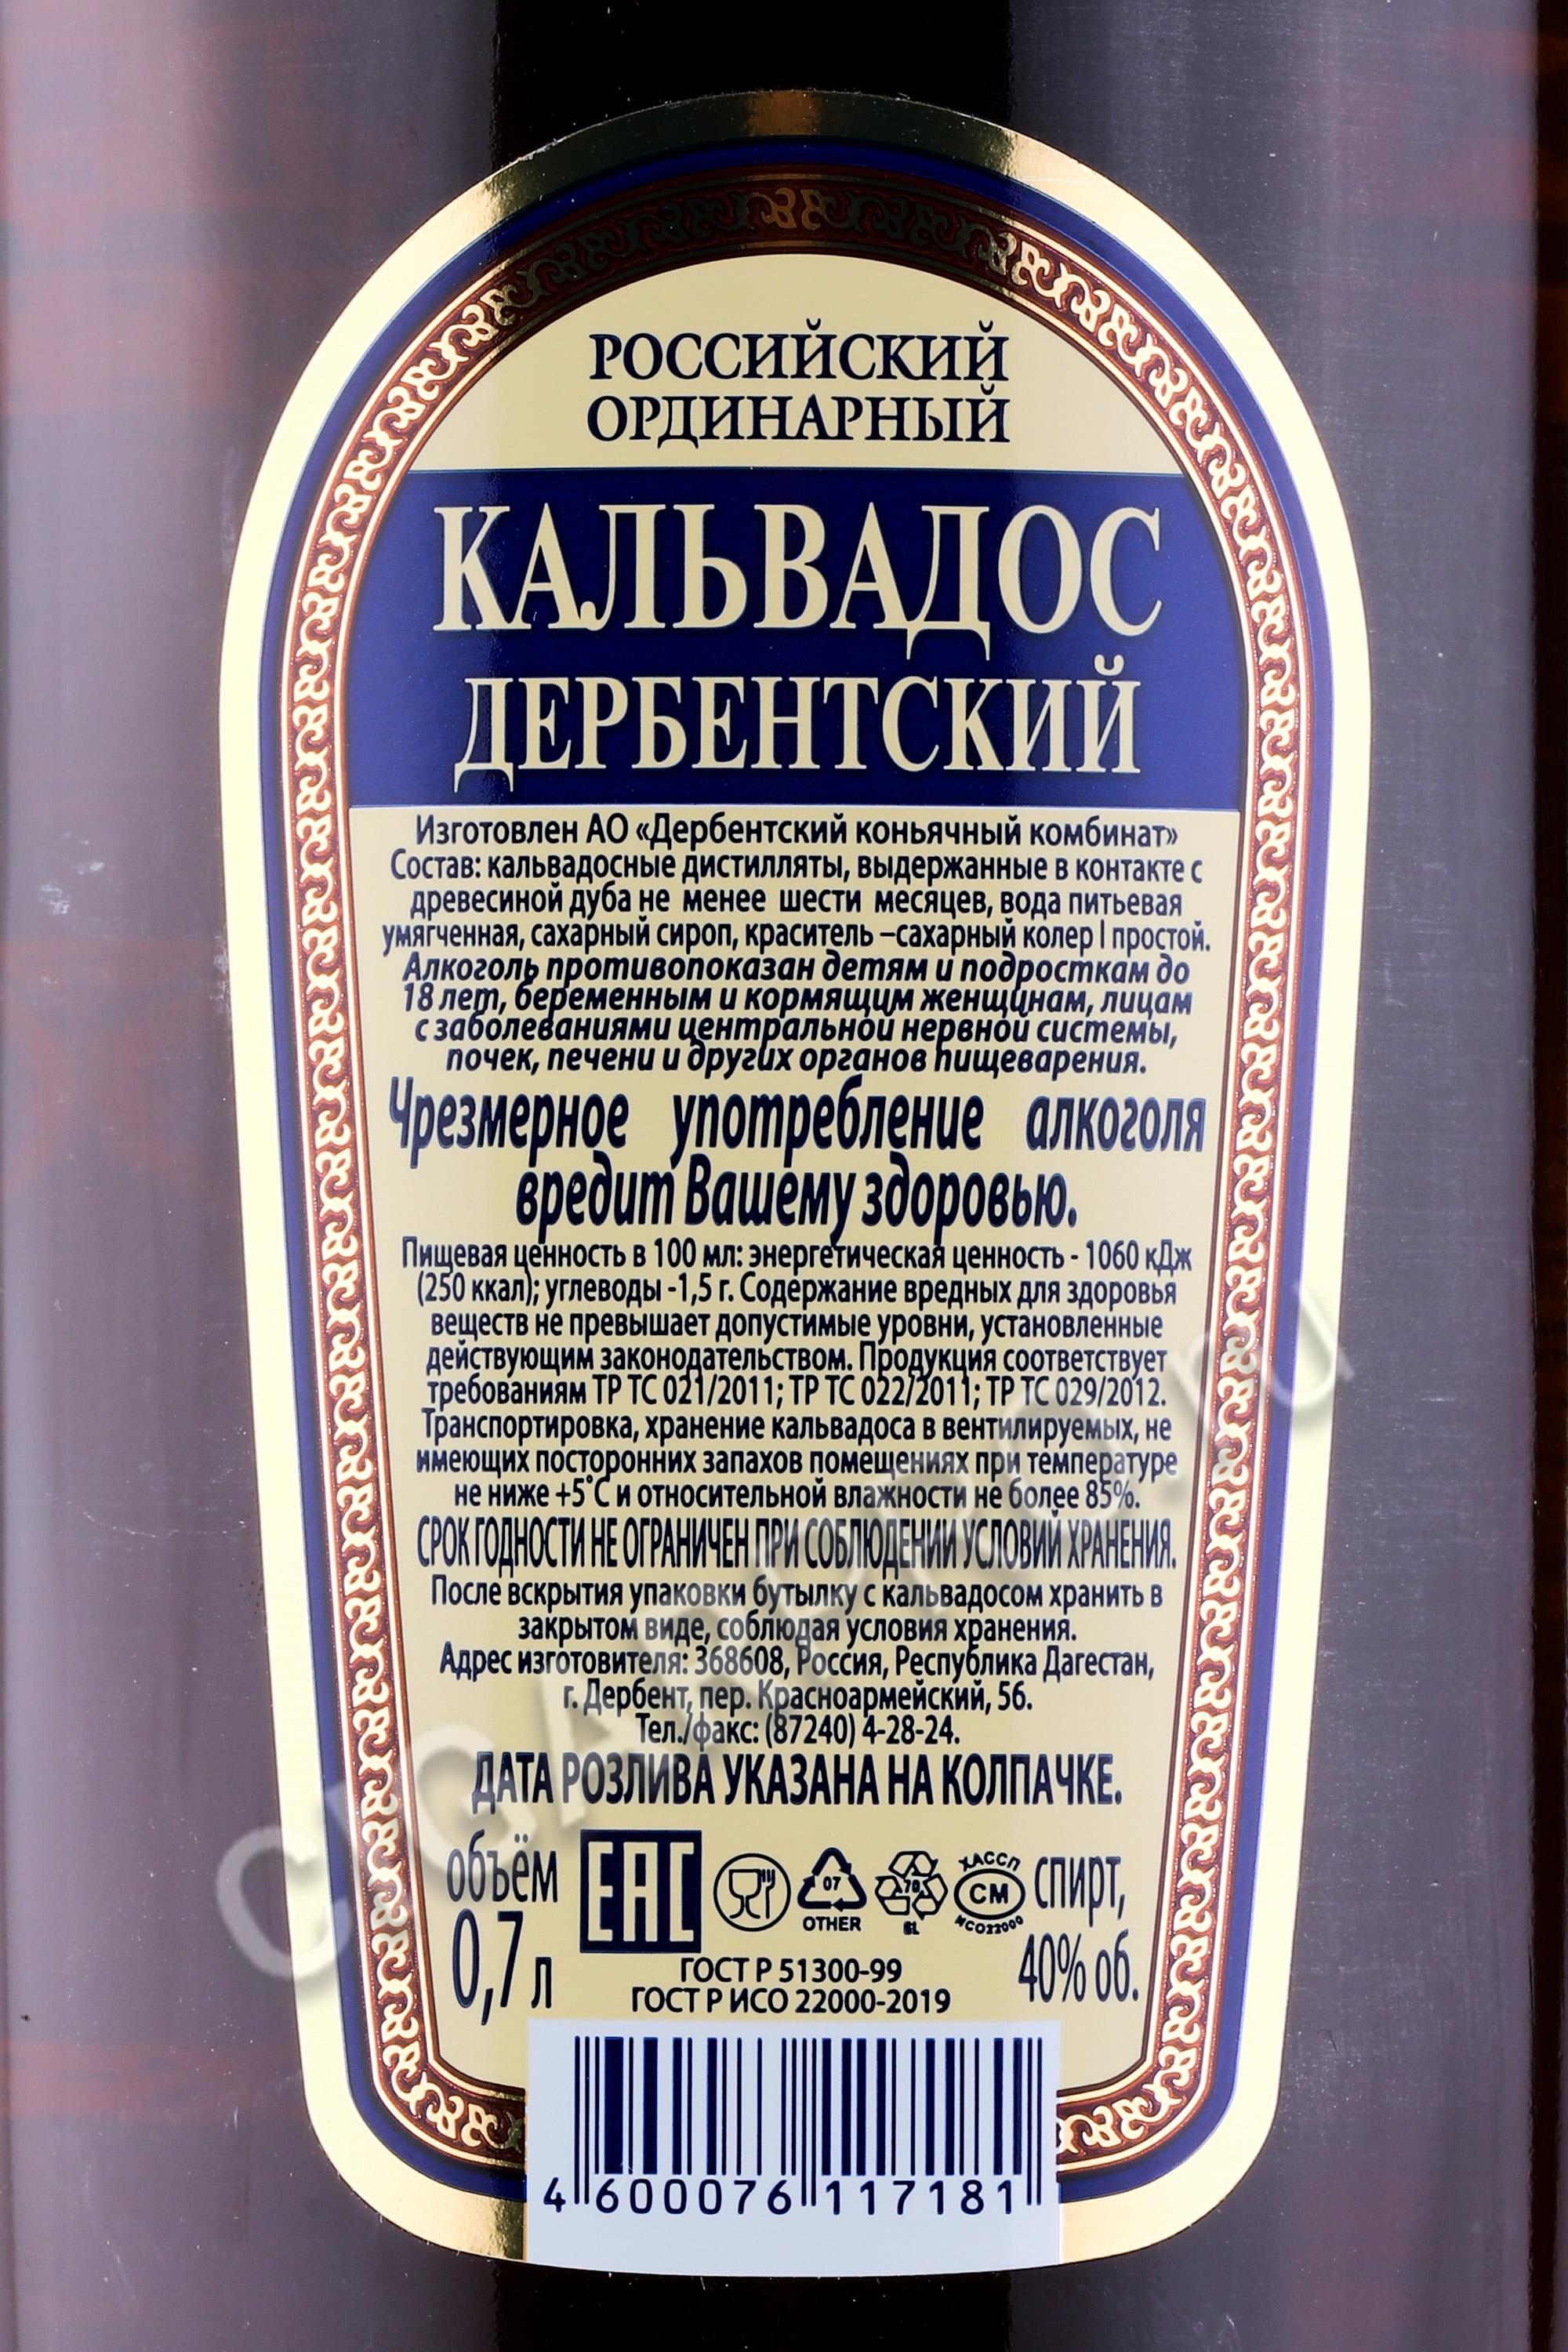 РОССИЙСКИЙ
ОРДИНАРНЫЙ
КАЛЬВАДОС
ДЕРБЕНТСКИЙ
Изготовлен АО «Дербентский коньячный комбинат»
Состав: кальвадосные дистилляты, выдержанные в контакте с
древесиной дуба не менее шести месяцев, вода питьевая
умягченная, сахарный сироп, краситель –сахарный колер I простой.
Алкоголь противопоказан детям и подросткам до
18 лет, беременным и кормящим женщинам, лицам
с заболеваниями центральной нервной системы,
почек, печени и других органов пищеварения.
Чрезмерное употребление алкоголя
вредит Вашему здоровью.
Пищевая ценность в 100 мл: энергетическая ценность - 1060 кДж
(250 ккал); углеводы -1,5 г. Содержание вредных для здоровья
веществ не превышает допустимые уровни, установленные
действующим законодательством. Продукция соответствует
требованиям ТР ТС 021/2011; ТР ТС 022/2011; ТР ТС 029/2012.
Транспортировка, хранение кальвадоса в вентилируемых, не
имеющих посторонних запахов помещениях при температуре
не ниже +5°С и относительной влажности не более 85%.
СРОК ГОДНОСТИ НЕ ОГРАНИЧЕН ПРИ СОБЛЮДЕНИИ УСЛОВИЙ ХРАНЕНИЯ.
После вскрытия упаковки бутылку с кальвадосом хранить в
закрытом виде, соблюдая условия хранения.
Адрес изготовителя: 368608, Россия, Республика Дагестан,
г. Дербент, пер. Красноармейский, 56.
Тел./факс: (87240) 4-28-24.
ДАТА РОЗЛИВА УКАЗАНА НА КОЛПАЧКЕ.
объём
0,7 л
EAC
07
OTHER
70
GL
ХАССП
СМ
ИСО22000
спирт,
40% об.
ГОСТ Р 51300-99
ГОСТ Р ИСО 22000-2019
4 600076 117181
CIGARPRO.ru